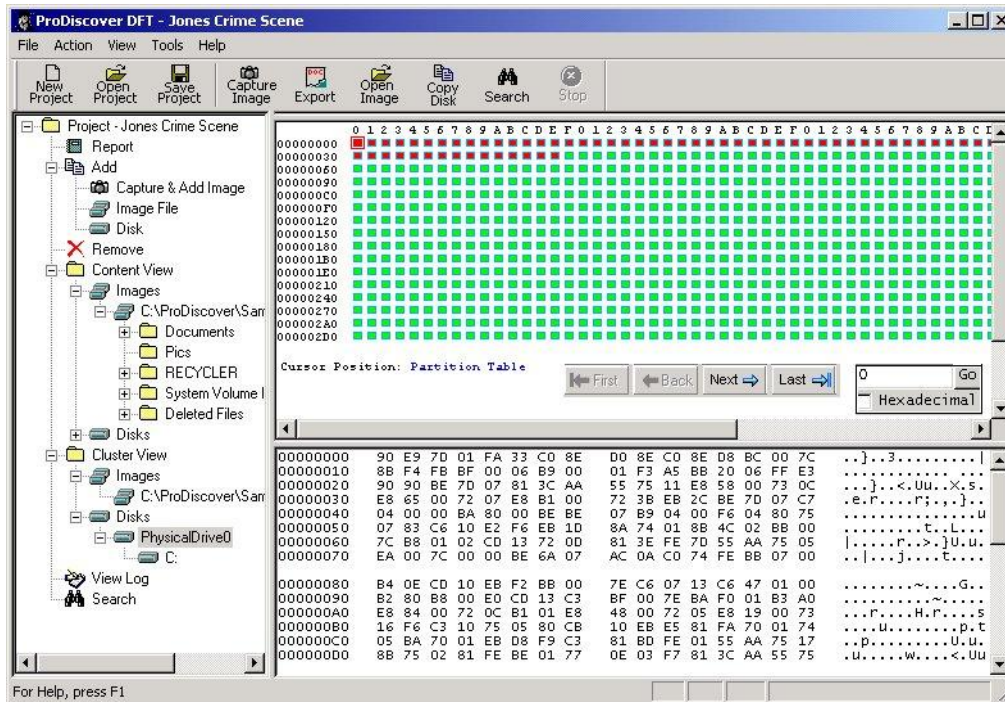 ProDiscover DFT - Jones Crime Scene
File Action View Tools Help
New Project Open Project Save Project Capture Image Export Open Image Copy Disk Search Stop
Project - Jones Crime Scene
Report
Add
Capture & Add Image
Image File
Disk
Remove
Content View
Images
C:\ProDiscover\Sam
Documents
Pics
RECYCLER
System Volume I
Deleted Files
Disks
Cluster View
Images
C:\ProDiscover\Sam
Disks
PhysicalDrive0
C:
View Log
Search
0 1 2 3 4 5 6 7 8 9 A B C D E F 0 1 2 3 4 5 6 7 8 9 A B C D E F 0 1 2 3 4 5 6 7 8 9 A B C D
00000000
00000030
00000060
00000090
000000C0
000000F0
00000120
00000150
00000180
000001B0
000001E0
00000210
00000240
00000270
000002A0
000002D0
Cursor Position: Partition Table
First Back Next Last 0 Go
Hexadecimal
00000000 90 E9 7D 01 FA 33 C0 8E D0 8E C0 8E D8 BC 00 7C ..}..3.........|
00000010 8B F4 FB BF 00 06 B9 00 01 F3 A5 BB 20 06 FF E3
00000020 90 90 BE 7D 07 81 3C AA 55 75 11 E8 58 00 73 0C ...}..<.Uu..X.s.
00000030 E8 65 00 72 07 E8 B1 00 72 3B EB 2C BE 7D 07 C7 .e.r....r;.,.}..
00000040 04 00 00 BA 80 00 BE BE 07 B9 04 00 F6 04 80 75 ...............u
00000050 07 83 C6 10 E2 F6 EB 1D 8A 74 01 8B 4C 02 BB 00 .........t..L...
00000060 7C B8 01 02 CD 13 72 0D 81 3E FE 7D 55 AA 75 05 |.....r..>.}U.u.
00000070 EA 00 7C 00 00 BE 6A 07 AC 0A C0 74 FE BB 07 00 ..|...j....t....
00000080 B4 0E CD 10 EB F2 BB 00 7E C6 07 13 C6 47 01 00 ........~....G..
00000090 B2 80 B8 00 E0 CD 13 C3 BF 00 7E BA F0 01 B3 A0 ..........~.....
000000A0 E8 84 00 72 0C B1 01 E8 48 00 72 05 E8 19 00 73 ...r....H.r....s
000000B0 16 F6 C3 10 75 05 80 CB 10 EB E5 81 FA 70 01 74 ....u........p.t
000000C0 05 BA 70 01 EB D8 F9 C3 81 BD FE 01 55 AA 75 17 ..p.........U.u.
000000D0 8B 75 02 81 FE BE 01 77 0E 03 F7 81 3C AA 55 75 .u.....w....<.Uu
For Help, press F1